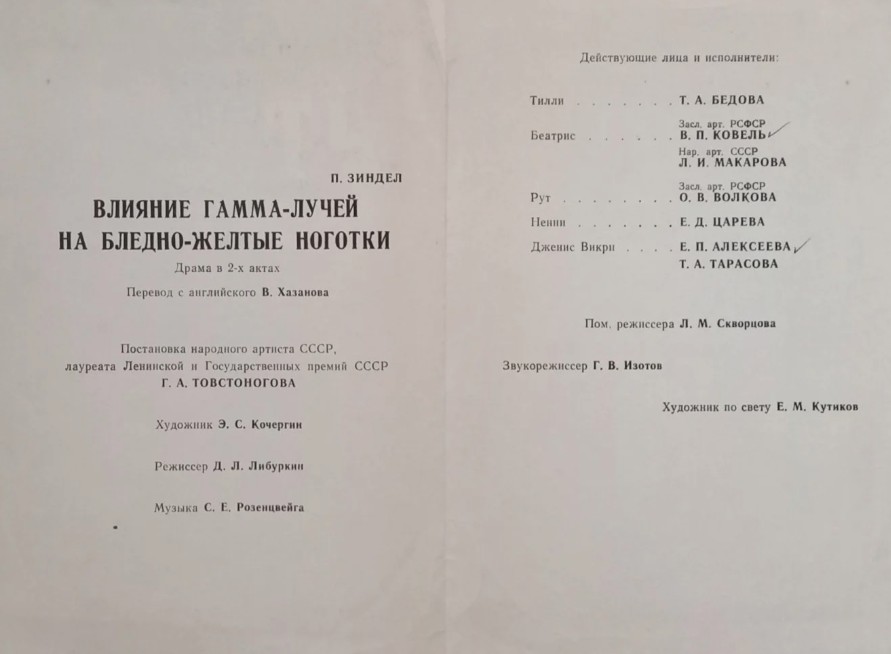 П. ЗИНДЕЛ
ВЛИЯНИЕ ГАММА-ЛУЧЕЙ
НА БЛЕДНО-ЖЕЛТЫЕ НОГОТКИ
Драма в 2-х актах
Перевод с английского В. Хазанова
Постановка народного артиста СССР,
лауреата Ленинской и Государственных премий СССР
Г. А. ТОВСТОНОГОВА
Художник Э. С. Кочергин
Режиссер Д. Л. Либуркин
Музыка С. Е. Розенцвейга
Действующие лица и исполнители:
Тилли . . . . . . . Т. А. БЕДОВА
Засл. арт. РСФСР
Беатрис . . . . . . В. П. КОВЕЛЬ
Нар. арт. СССР
Л. И. МАКАРОВА
Засл. арт. РСФСР
Рут . . . . . . . . О. В. ВОЛКОВА
Ненни . . . . . . . Е. Д. ЦАРЕВА
Дженис Викри . . . . Е. П. АЛЕКСЕЕВА
Т. А. ТАРАСОВА
Пом. режиссера Л. М. Скворцова
Звукорежиссер Г. В. Изотов
Художник по свету Е. М. Кутиков